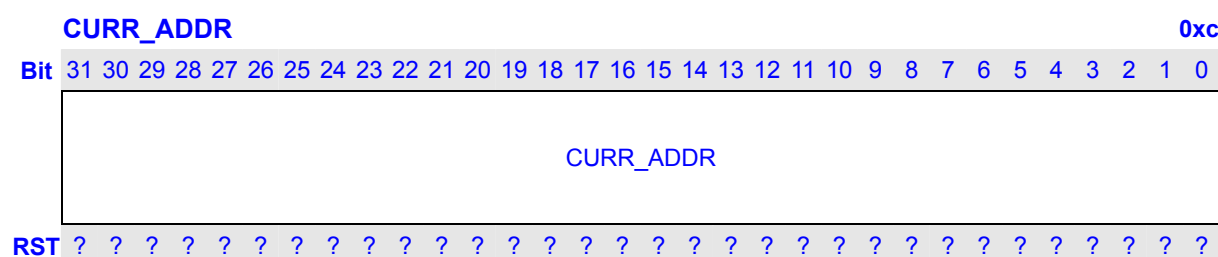 CURR_ADDR 0xc
Bit 31 30 29 28 27 26 25 24 23 22 21 20 19 18 17 16 15 14 13 12 11 10 9 8 7 6 5 4 3 2 1 0
CURR_ADDR
RST ? ? ? ? ? ? ? ? ? ? ? ? ? ? ? ? ? ? ? ? ? ? ? ? ? ? ? ? ? ? ? ?